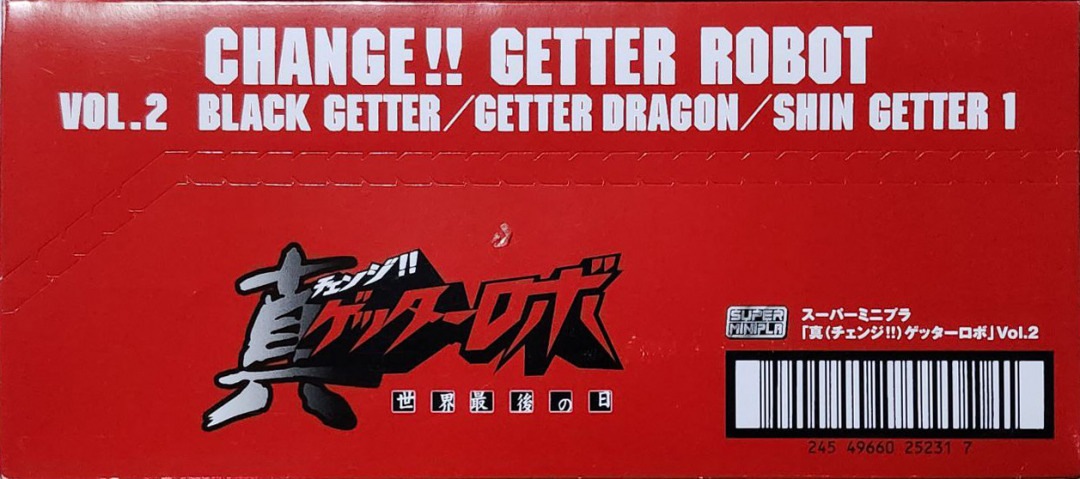 CHANGE!! GETTER ROBOT
VOL.2 BLACK GETTER/GETTER DRAGON/SHIN GETTER 1
真 チェンジ!!
ゲッターロボ
世界最後の日
SUPER MINIPLA
スーパーミニプラ
「真(チェンジ!!)ゲッターロボ」Vol.2
245 49660 25231 7